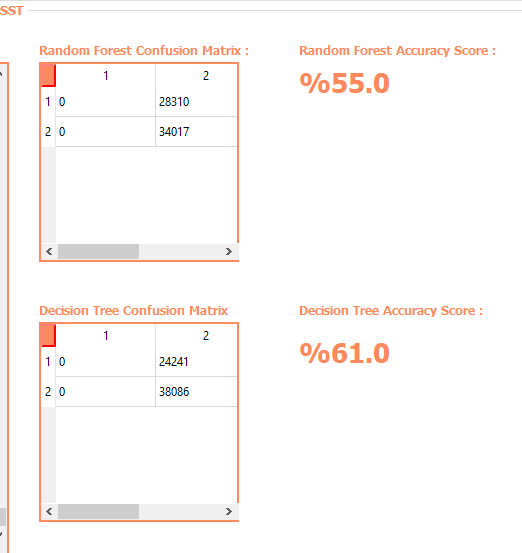 SST
Random Forest Confusion Matrix :
Random Forest Accuracy Score :
%55.0
1 2
1 0 28310
2 0 34017
Decision Tree Confusion Matrix
Decision Tree Accuracy Score :
%61.0
1 2
1 0 24241
2 0 38086